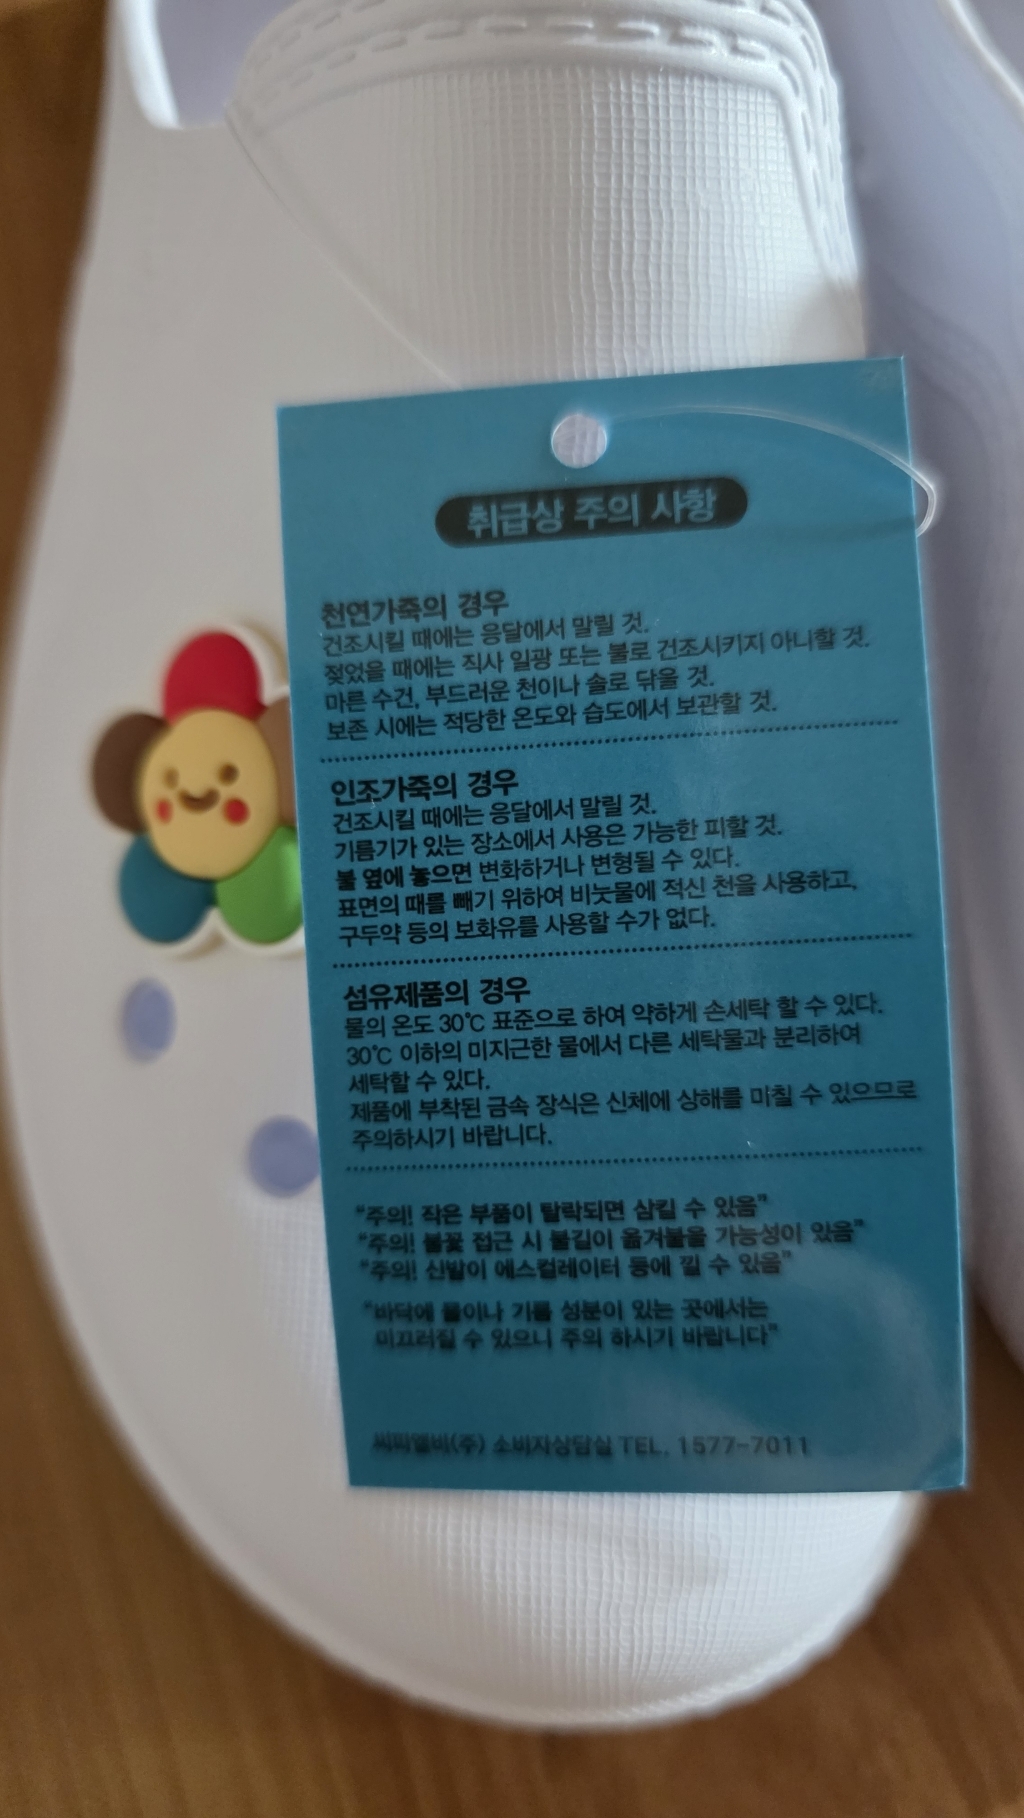 취급상 주의 사항
천연가죽의 경우
건조시킬 때에는 응달에서 말릴 것.
젖었을 때에는 직사 일광 또는 불로 건조시키지 아니할 것.
마른 수건, 부드러운 천이나 솔로 닦을 것.
보존 시에는 적당한 온도와 습도에서 보관할 것.
인조가죽의 경우
건조시킬 때에는 응달에서 말릴 것.
기름기가 있는 장소에서 사용은 가능한 피할 것.
불 옆에 놓으면 변화하거나 변형될 수 있다.
표면의 때를 빼기 위하여 비눗물에 적신 천을 사용하고,
구두약 등의 보화유를 사용할 수가 없다.
섬유제품의 경우
물의 온도 30℃ 표준으로 하여 약하게 손세탁 할 수 있다.
30℃ 이하의 미지근한 물에서 다른 세탁물과 분리하여
세탁할 수 있다.
제품에 부착된 금속 장식은 신체에 상해를 미칠 수 있으므로
주의하시기 바랍니다.
"주의! 작은 부품이 탈락되면 삼킬 수 있음"
"주의! 불꽃 접근 시 불길이 옮겨붙을 가능성이 있음"
"주의! 신발이 에스컬레이터 등에 낄 수 있음"
"바닥에 물이나 기름 성분이 있는 곳에서는
미끄러질 수 있으니 주의 하시기 바랍니다"
씨피엘비(주) 소비자상담실 TEL. 1577-7011